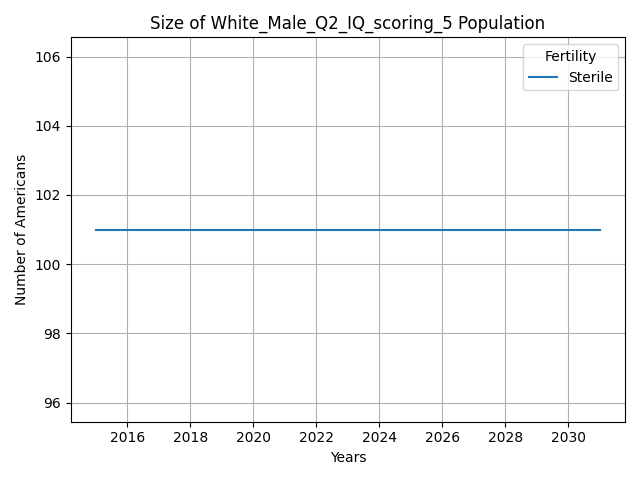 Size of White_Male_Q2_IQ_scoring_5 Population
Fertility
Sterile
106
104
102
100
98
96
Number of Americans
2016 2018 2020 2022 2024 2026 2028 2030
Years